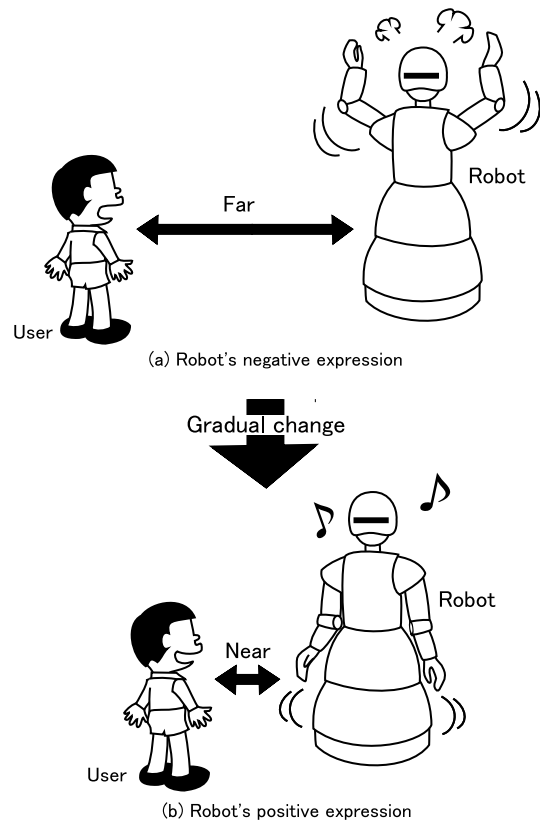 Far
Robot
User
(a) Robot's negative expression
Gradual change
Robot
Near
User
(b) Robot's positive expression